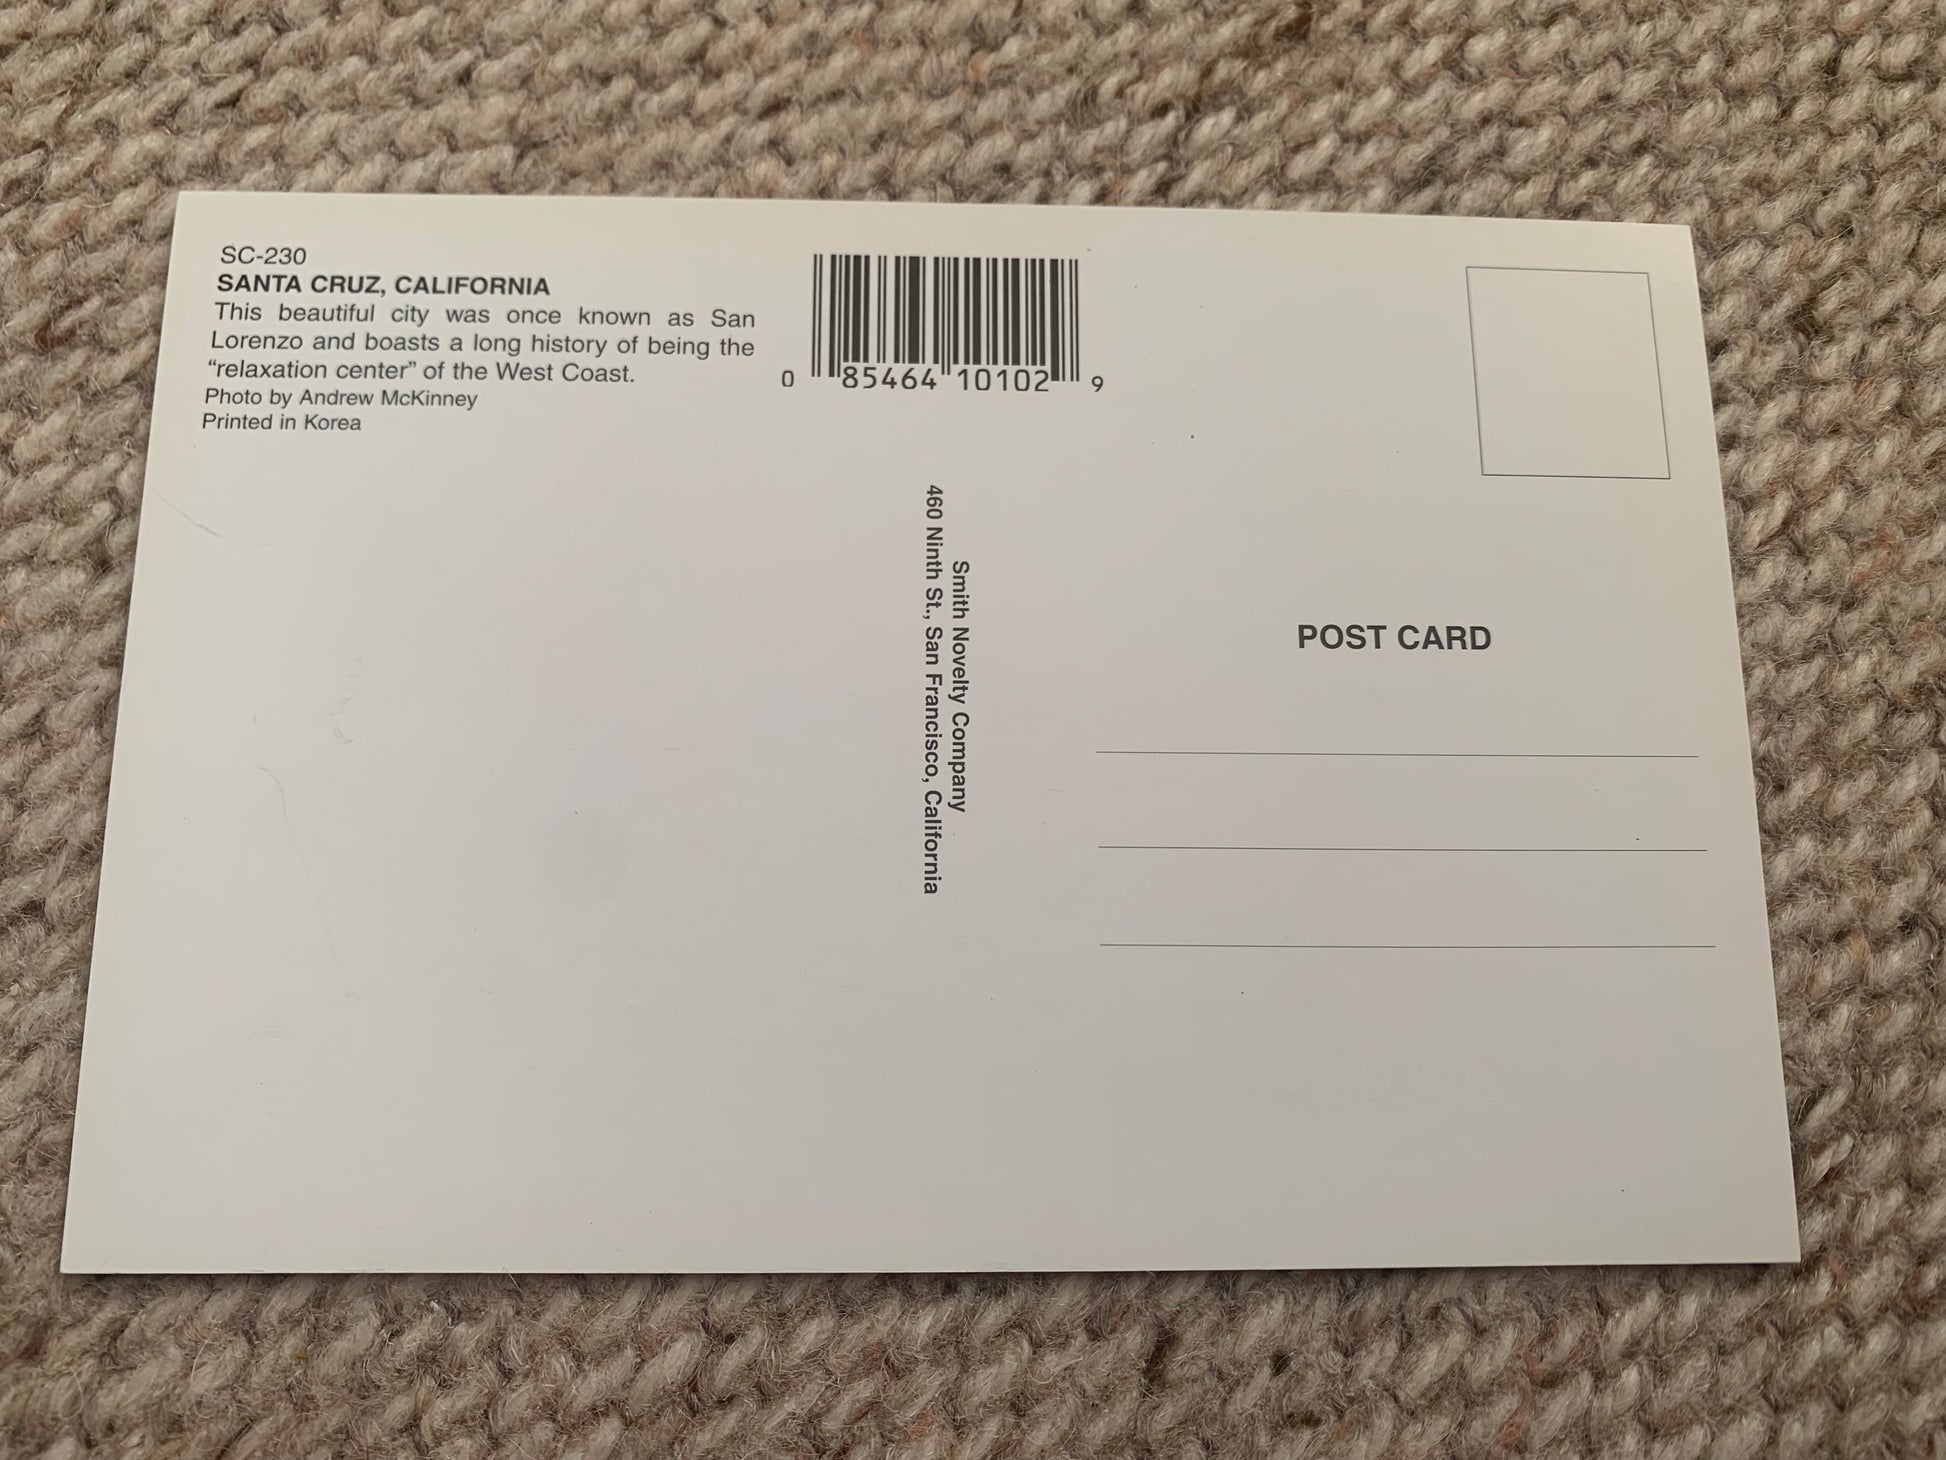 SC-230
SANTA CRUZ, CALIFORNIA
This beautiful city was once known as San
Lorenzo and boasts a long history of being the
“relaxation center” of the West Coast.
Photo by Andrew McKinney
Printed in Korea
0 85464 10102 9
Smith Novelty Company
460 Ninth St., San Francisco, California
POST CARD